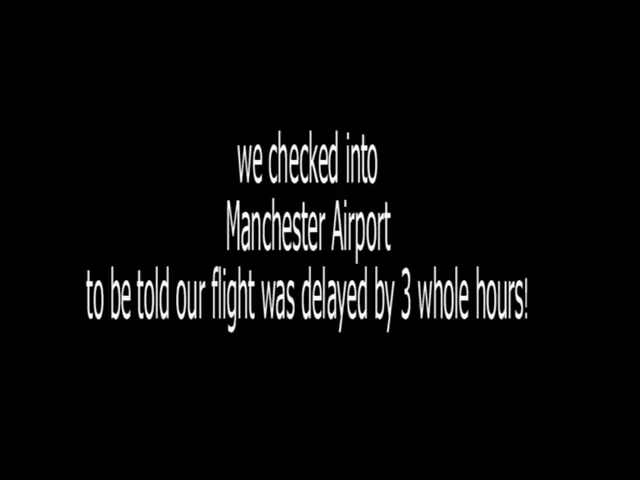 we checked into
Manchester Airport
to be told our flight was delayed by 3 whole hours!